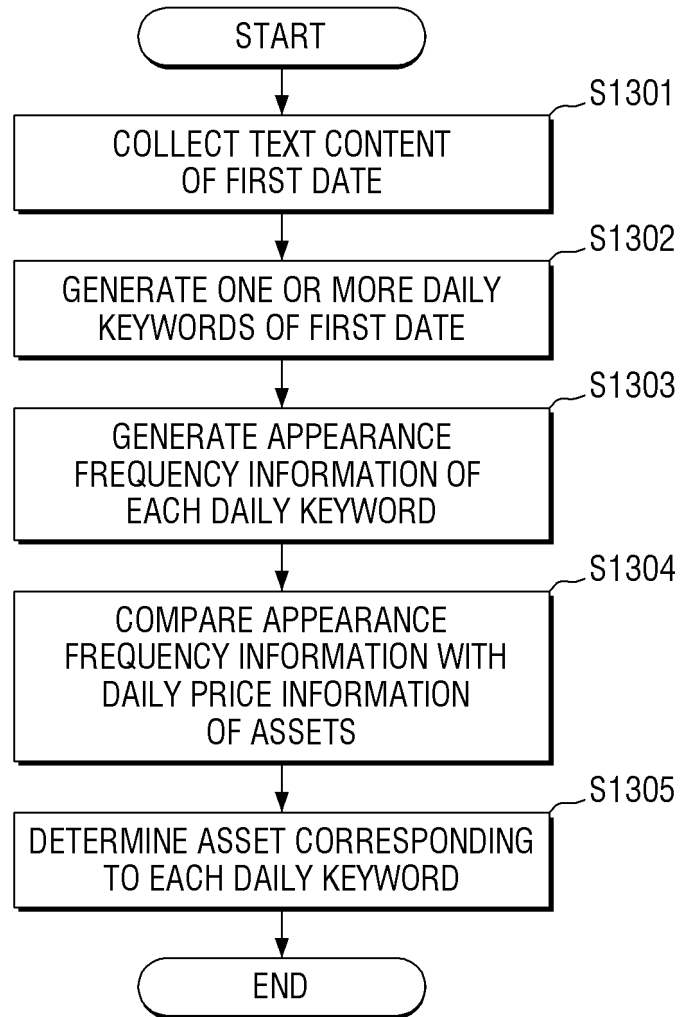 START
S1301
COLLECT TEXT CONTENT
OF FIRST DATE
S1302
GENERATE ONE OR MORE DAILY
KEYWORDS OF FIRST DATE
S1303
GENERATE APPEARANCE
FREQUENCY INFORMATION OF
EACH DAILY KEYWORD
S1304
COMPARE APPEARANCE
FREQUENCY INFORMATION WITH
DAILY PRICE INFORMATION
OF ASSETS
S1305
DETERMINE ASSET CORRESPONDING
TO EACH DAILY KEYWORD
END